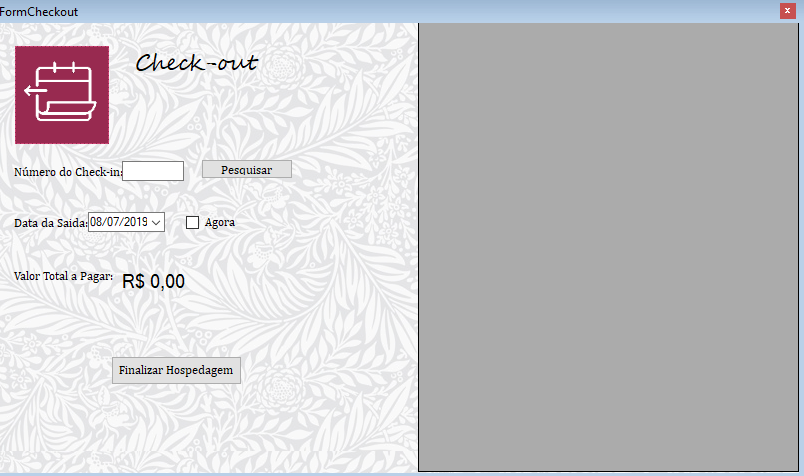 FormCheckout
x
Check-out
Número do Check-in:
Pesquisar
Data da Saida: 08/07/2019
Agora
Valor Total a Pagar: R$ 0,00
Finalizar Hospedagem